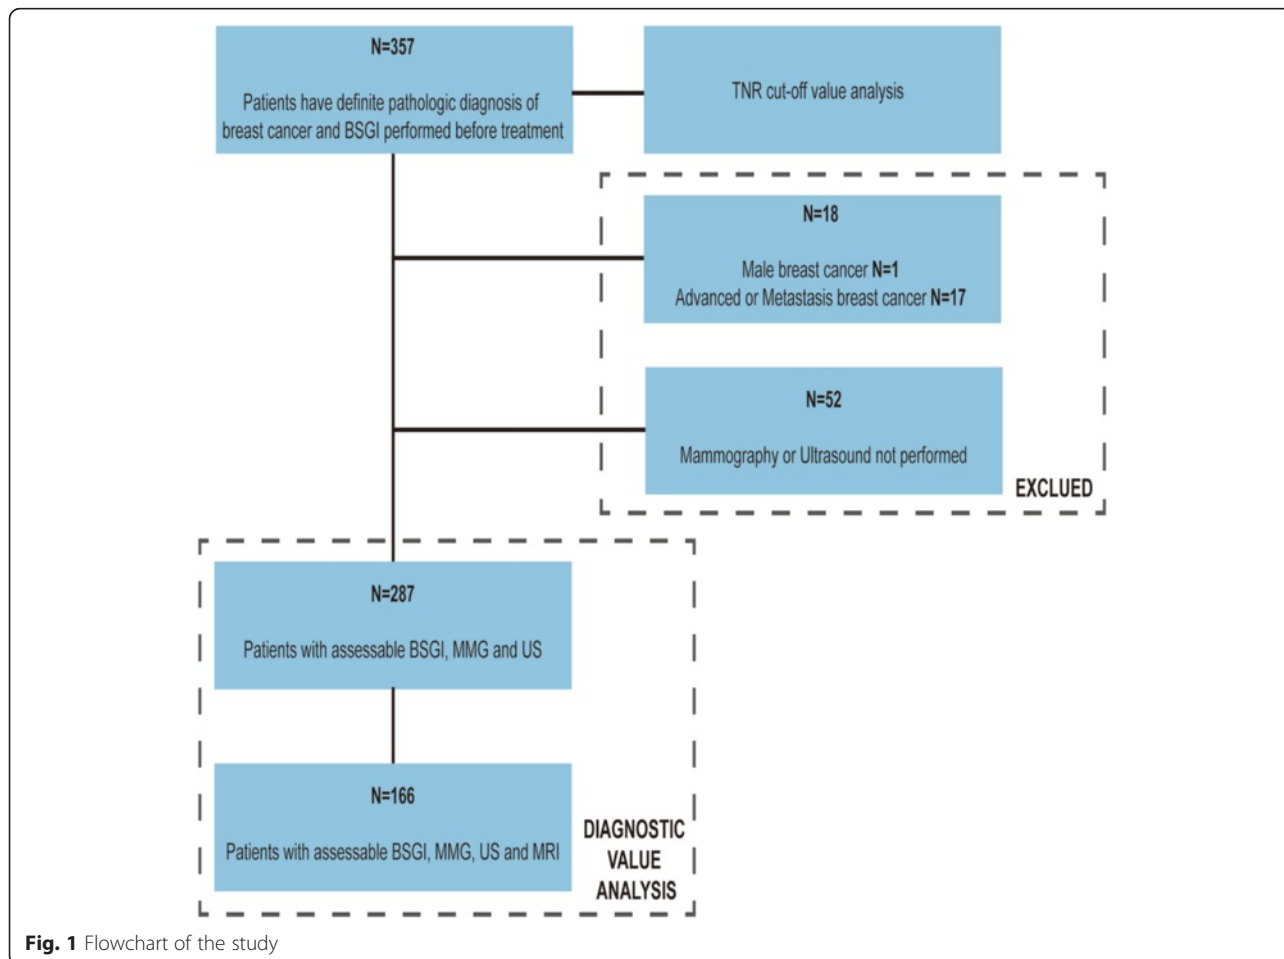 N=357
Patients have definite pathologic diagnosis of
breast cancer and BSGI performed before treatment
TNR cut-off value analysis
N=18
Male breast cancer N=1
Advanced or Metastasis breast cancer N=17
N=52
Mammography or Ultrasound not performed
EXCLUED
N=287
Patients with assessable BSGI, MMG and US
N=166
Patients with assessable BSGI, MMG, US and MRI
DIAGNOSTIC
VALUE
ANALYSIS
Fig. 1 Flowchart of the study